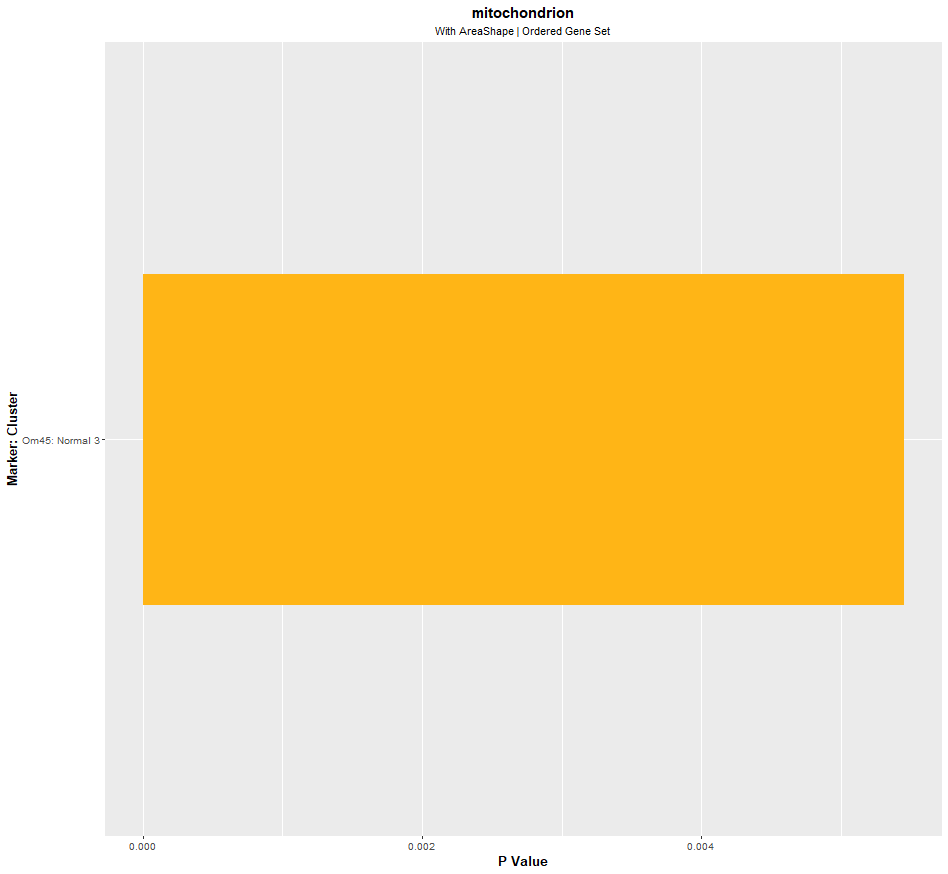 mitochondrion
With AreaShape | Ordered Gene Set
Marker: Cluster
Om45: Normal 3
0.000
0.002
0.004
P Value